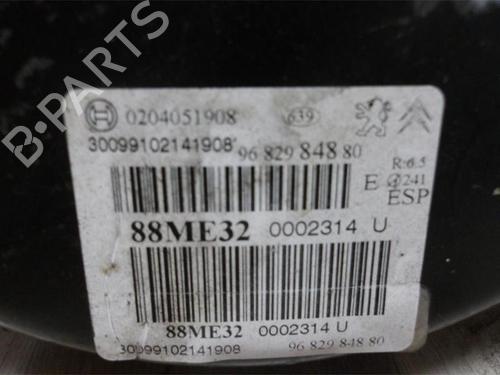 B-PARTS
BOSCH 0204051908 639
30099102141908
96 829 848 80
R:6.5
E 241
ESP
88ME32 0002314 U
88ME32 0002314 U
30099102141908
96 829 848 80